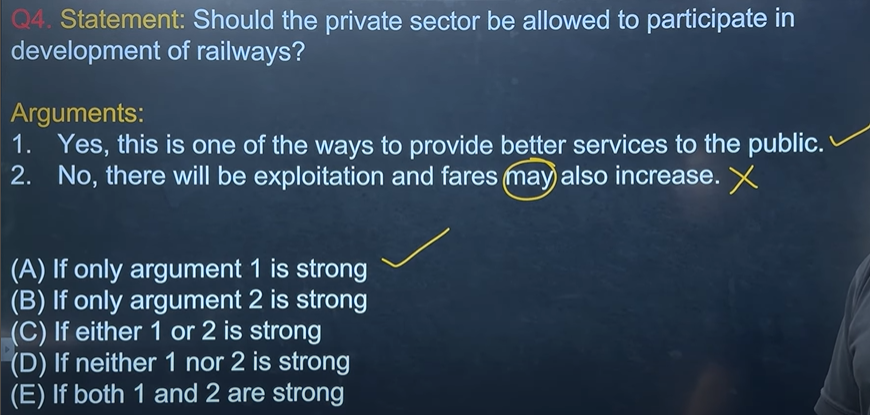 Q4. Statement: Should the private sector be allowed to participate in
development of railways?
Arguments:
1. Yes, this is one of the ways to provide better services to the public.
2. No, there will be exploitation and fares may also increase.
(A) If only argument 1 is strong
(B) If only argument 2 is strong
(C) If either 1 or 2 is strong
(D) If neither 1 nor 2 is strong
(E) If both 1 and 2 are strong